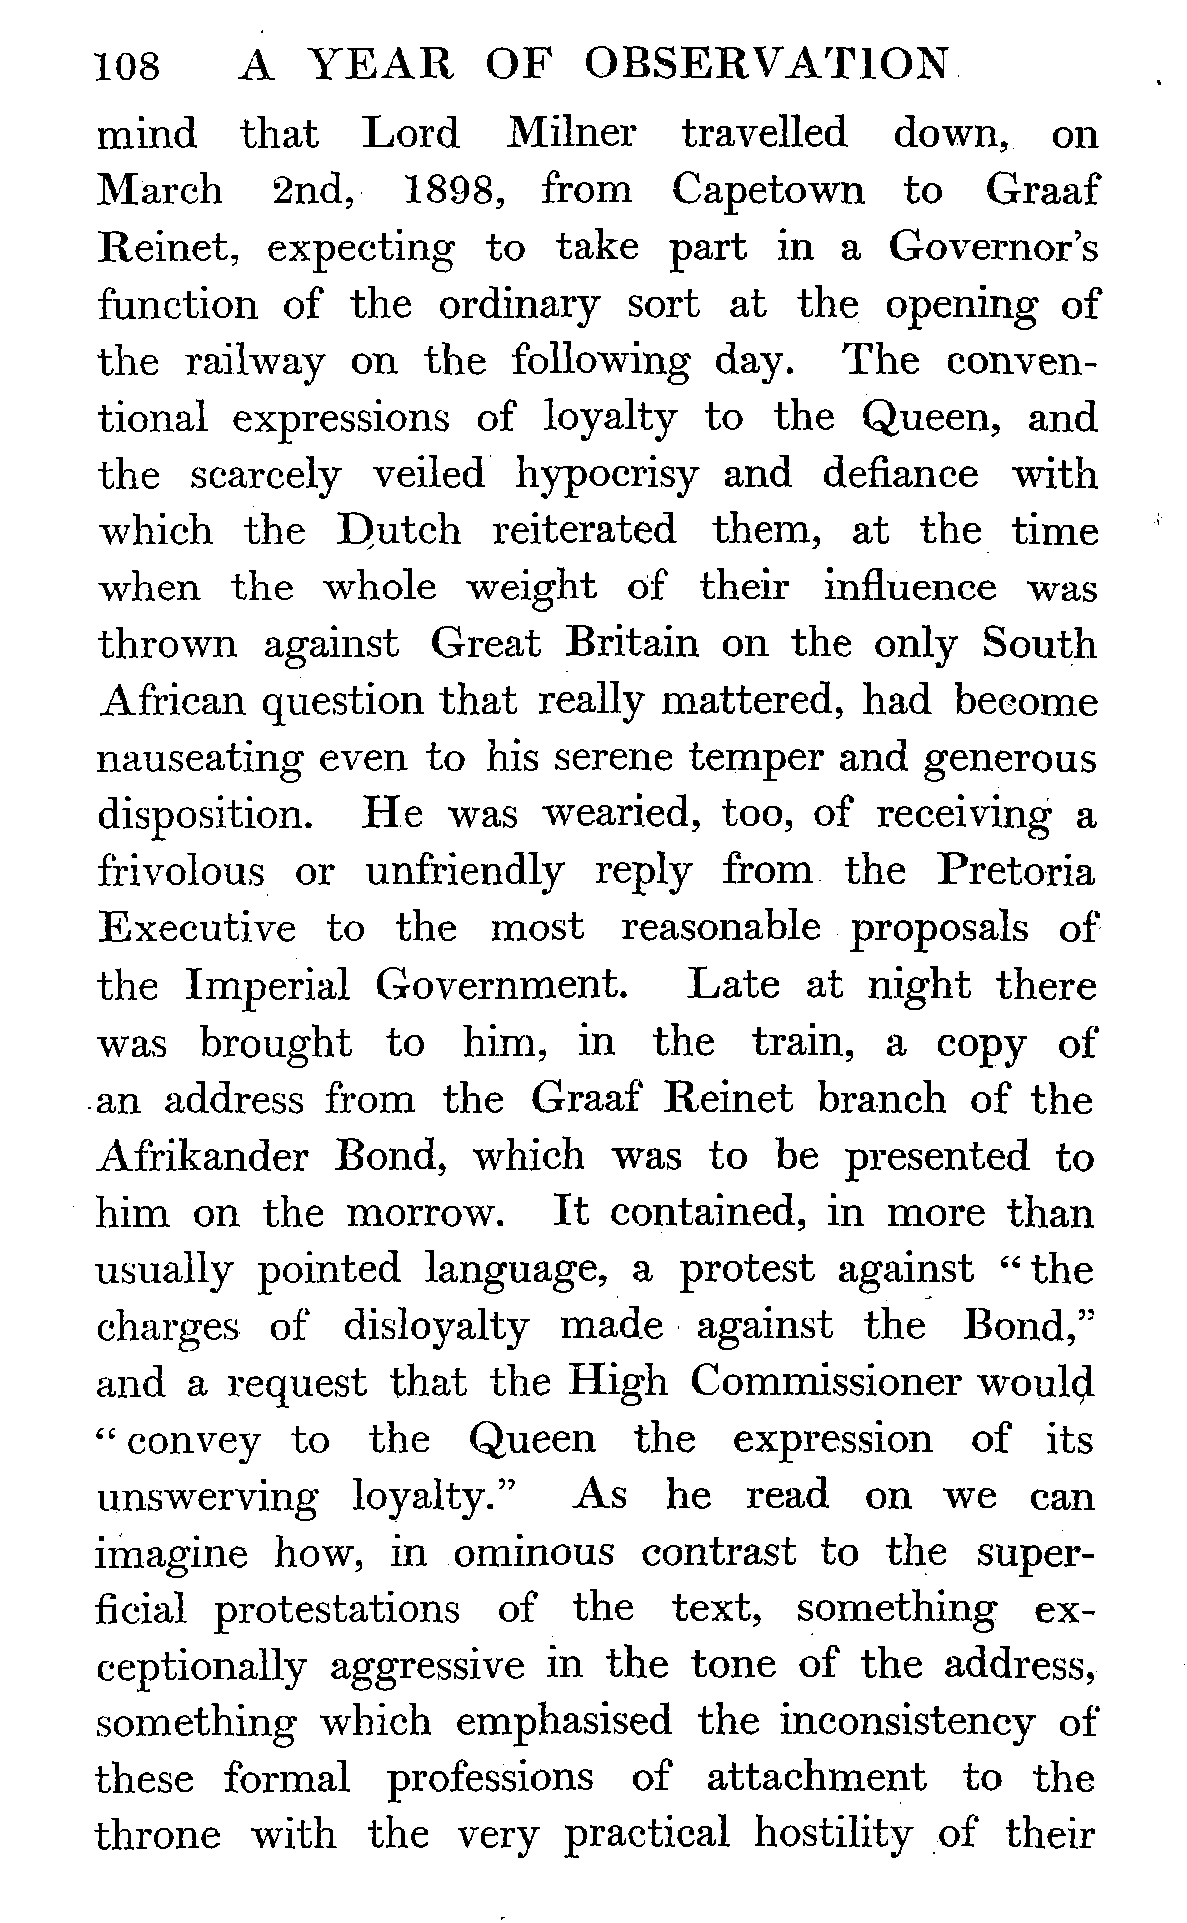 108 A YEAR OF OBSERVATION
mind that Lord Milner travelled down, on
March 2nd, 1898, from Capetown to Graaf
Reinet, expecting to take part in a Governor's
function of the ordinary sort at the opening of
the railway on the following day. The conven-
tional expressions of loyalty to the Queen, and
the scarcely veiled hypocrisy and defiance with
which the Dutch reiterated them, at the time
when the whole weight of their influence was
thrown against Great Britain on the only South
African question that really mattered, had become
nauseating even to his serene temper and generous
disposition. He was wearied, too, of receiving a
frivolous or unfriendly reply from the Pretoria
Executive to the most reasonable proposals of
the Imperial Government. Late at night there
was brought to him, in the train, a copy of
an address from the Graaf Reinet branch of the
Afrikander Bond, which was to be presented to
him on the morrow. It contained, in more than
usually pointed language, a protest against “the
charges of disloyalty made against the Bond,”
and a request that the High Commissioner would
“convey to the Queen the expression of its
unswerving loyalty.” As he read on we can
imagine how, in ominous contrast to the super-
ficial protestations of the text, something ex-
ceptionally aggressive in the tone of the address,
something which emphasised the inconsistency of
these formal professions of attachment to the
throne with the very practical hostility of their